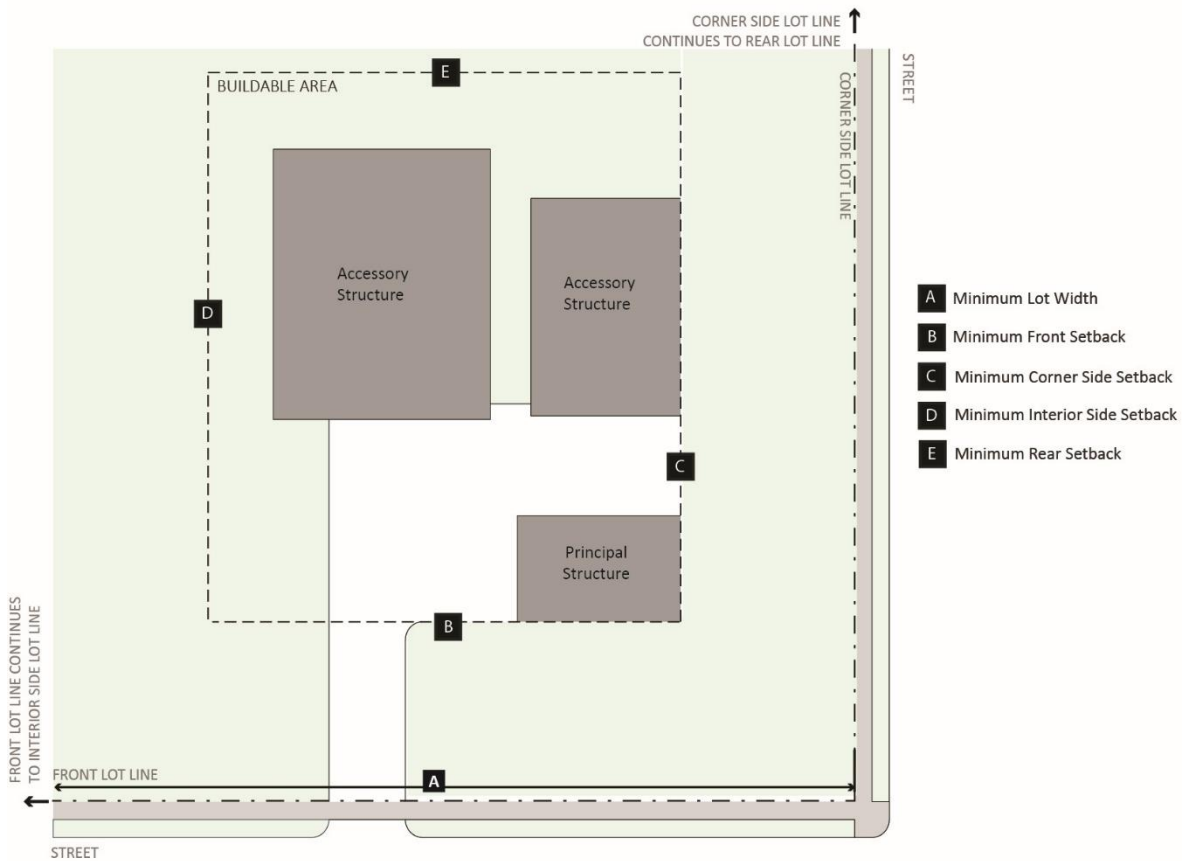 CORNER SIDE LOT LINE
CONTINUES TO REAR LOT LINE
STREET
E
BUILDABLE AREA
CORNER SIDE LOT LINE
Accessory
Structure
Accessory
Structure
D
A Minimum Lot Width
B Minimum Front Setback
C Minimum Corner Side Setback
D Minimum Interior Side Setback
E Minimum Rear Setback
C
Principal
Structure
B
FRONT LOT LINE CONTINUES
TO INTERIOR SIDE LOT LINE
FRONT LOT LINE
A
STREET